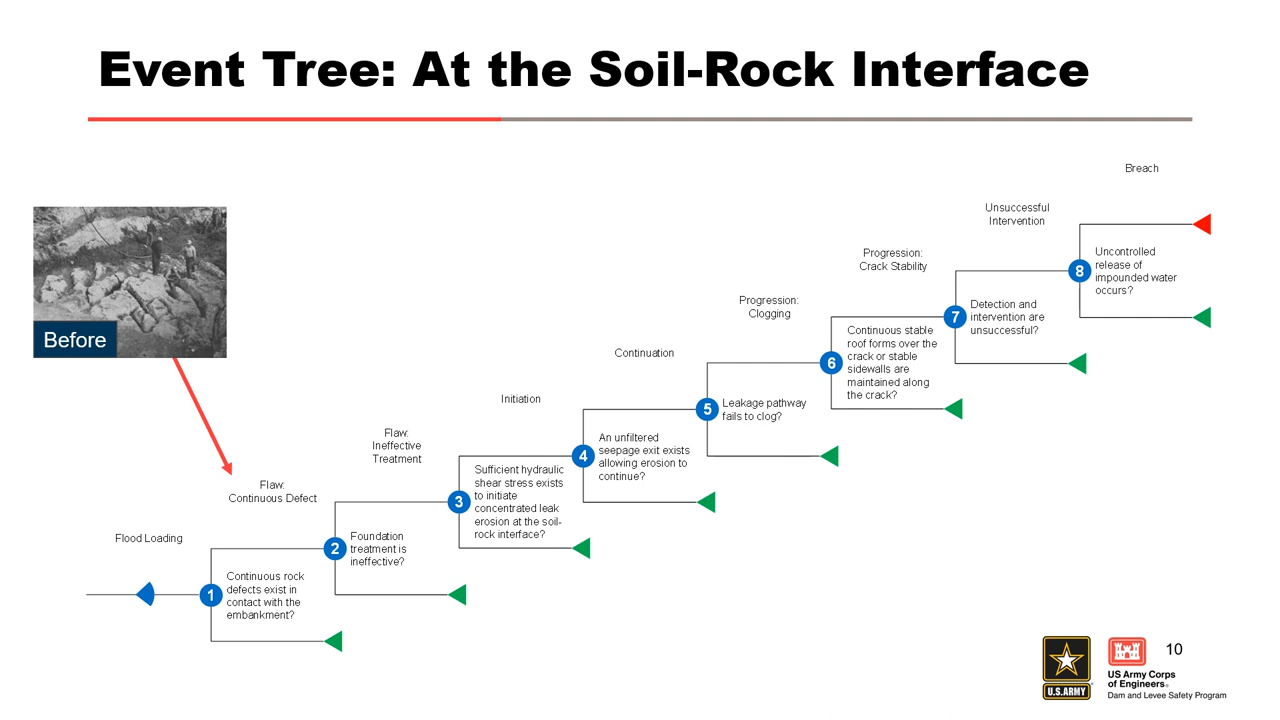 Event Tree: At the Soil-Rock Interface
Before
Flood Loading
1
Continuous rock
defects exist in
contact with the
embankment?
Flaw:
Continuous Defect
2
Foundation
treatment is
ineffective?
Flaw:
Ineffective
Treatment
3
Sufficient hydraulic
shear stress exists
to initiate
concentrated leak
erosion at the soil-
rock interface?
Initiation
4
An unfiltered
seepage exit exists
allowing erosion to
continue?
Continuation
5
Leakage pathway
fails to clog?
Progression:
Clogging
6
Continuous stable
roof forms over the
crack or stable
sidewalls are
maintained along
the crack?
Progression:
Crack Stability
7
Detection and
intervention are
unsuccessful?
Unsuccessful
Intervention
8
Uncontrolled
release of
impounded water
occurs?
Breach
U.S.ARMY
US Army Corps
of Engineers®
Dam and Levee Safety Program
10